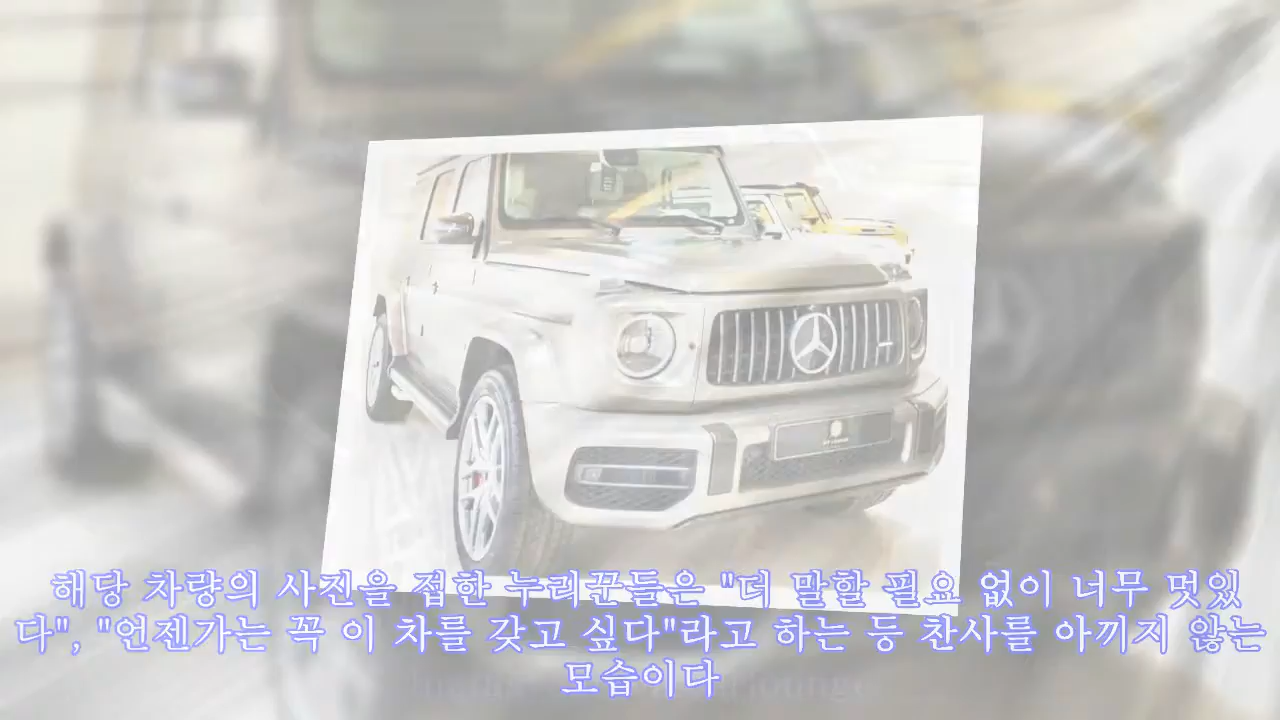 해당 차량의 사진을 접한 누리꾼들은 "더 말할 필요 없이 너무 멋있
다", "언젠가는 꼭 이 차를 갖고 싶다"라고 하는 등 찬사를 아끼지 않는
모습이다